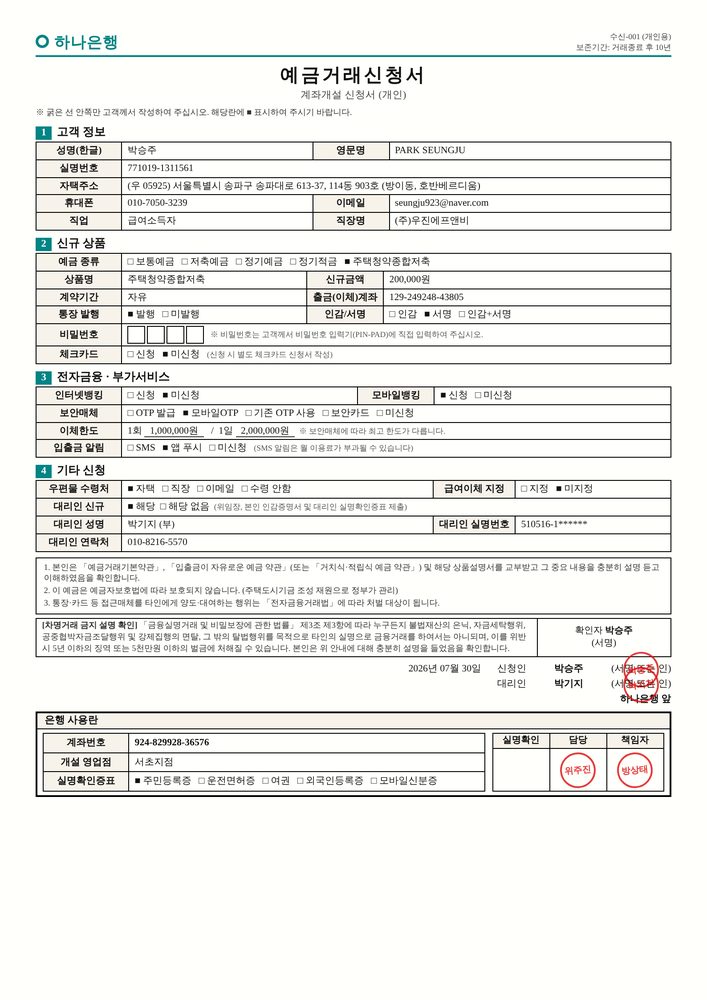 하나은행
수신-001 (개인용)
보존기간: 거래종료 후 10년
예금거래신청서
계좌개설 신청서 (개인)
※ 굵은 선 안쪽만 고객께서 작성하여 주십시오. 해당란에 ■ 표시하여 주시기 바랍니다.
1 고객 정보
성명(한글) 박승주 영문명 PARK SEUNGJU
실명번호 771019-1311561
자택주소 (우 05925) 서울특별시 송파구 송파대로 613-37, 114동 903호 (방이동, 호반베르디움)
휴대폰 010-7050-3239 이메일 seungju923@naver.com
직업 급여소득자 직장명 (주)우진에프앤비
2 신규 상품
예금 종류 □ 보통예금 □ 저축예금 □ 정기예금 □ 정기적금 ■ 주택청약종합저축
상품명 주택청약종합저축 신규금액 200,000원
계약기간 자유 출금(이체)계좌 129-249248-43805
통장 발행 ■ 발행 □ 미발행 인감/서명 □ 인감 ■ 서명 □ 인감+서명
비밀번호 ※ 비밀번호는 고객께서 비밀번호 입력기(PIN-PAD)에 직접 입력하여 주십시오.
체크카드 □ 신청 ■ 미신청 (신청 시 별도 체크카드 신청서 작성)
3 전자금융 · 부가서비스
인터넷뱅킹 □ 신청 ■ 미신청 모바일뱅킹 ■ 신청 □ 미신청
보안매체 □ OTP 발급 ■ 모바일OTP □ 기존 OTP 사용 □ 보안카드 □ 미신청
이체한도 1회 1,000,000원 / 1일 2,000,000원 ※ 보안매체에 따라 최고 한도가 다릅니다.
입출금 알림 □ SMS ■ 앱 푸시 □ 미신청 (SMS 알림은 월 이용료가 부과될 수 있습니다)
4 기타 신청
우편물 수령처 ■ 자택 □ 직장 □ 이메일 □ 수령 안함 급여이체 지정 □ 지정 ■ 미지정
대리인 신규 ■ 해당 □ 해당 없음 (위임장, 본인 인감증명서 및 대리인 실명확인증표 제출)
대리인 성명 박기지 (부) 대리인 실명번호 510516-1******
대리인 연락처 010-8216-5570
1. 본인은 「예금거래기본약관」, 「입출금이 자유로운 예금 약관」(또는 「거치식·적립식 예금 약관」) 및 해당 상품설명서를 교부받고 그 중요 내용을 충분히 설명 듣고
이해하였음을 확인합니다.
2. 이 예금은 예금자보호법에 따라 보호되지 않습니다. (주택도시기금 조성 재원으로 정부가 관리)
3. 통장·카드 등 접근매체를 타인에게 양도·대여하는 행위는 「전자금융거래법」에 따라 처벌 대상이 됩니다.
[차명거래 금지 설명 확인] 「금융실명거래 및 비밀보장에 관한 법률」 제3조 제3항에 따라 누구든지 불법재산의 은닉, 자금세탁행위,
공중협박자금조달행위 및 강제집행의 면탈, 그 밖의 탈법행위를 목적으로 타인의 실명으로 금융거래를 하여서는 아니되며, 이를 위반
시 5년 이하의 징역 또는 5천만원 이하의 벌금에 처해질 수 있습니다. 본인은 위 안내에 대해 충분히 설명을 들었음을 확인합니다.
확인자 박승주
(서명)
2026년 07월 30일 신청인 박승주 (서명 또는 인)
대리인 박기지 (서명 또는 인)
하나은행 앞
은행 사용란
계좌번호 924-829928-36576
개설 영업점 서초지점
실명확인증표 ■ 주민등록증 □ 운전면허증 □ 여권 □ 외국인등록증 □ 모바일신분증
실명확인 담당 책임자
위주진 방상태